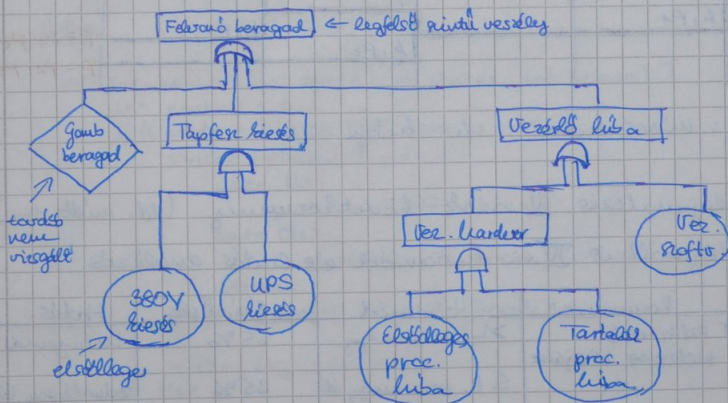 Felvonó beragad ← legfelső szintű veszély
Gomb
beragad
Tápfesz kiesés
Vezérlő hiba
tovább
nem
vizsgált
Vez. hardver
Vez.
szoftv.
380V
kiesés
UPS
kiesés
elsődleges
Elsődleges
proc.
hiba
Tartalék
proc.
hiba